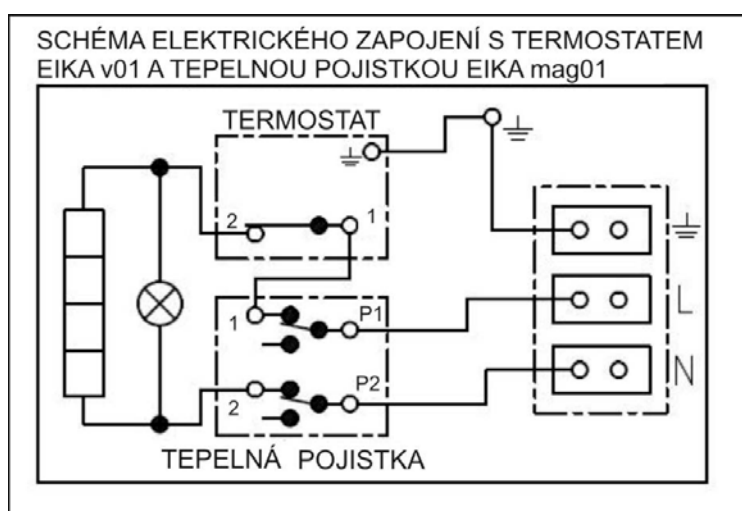 SCHÉMA ELEKTRICKÉHO ZAPOJENÍ S TERMOSTATEM
EIKA v01 A TEPELNOU POJISTKOU EIKA mag01
TERMOSTAT
2
1
1
P1
L
2
P2
N
TEPELNÁ POJISTKA